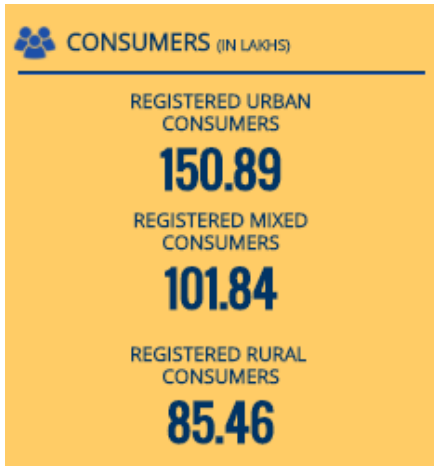 CONSUMERS (IN LAKHS)
REGISTERED URBAN
CONSUMERS
150.89
REGISTERED MIXED
CONSUMERS
101.84
REGISTERED RURAL
CONSUMERS
85.46